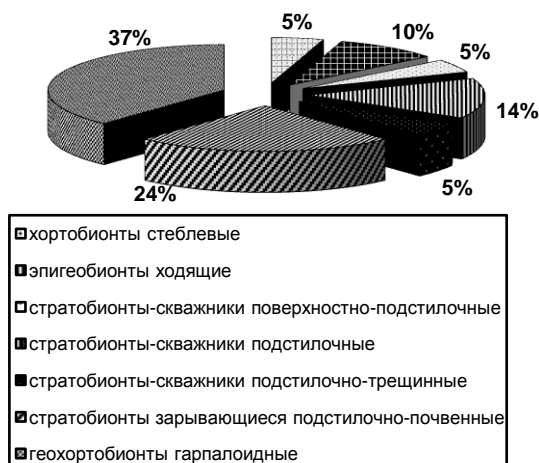 37%
5%
10%
5%
14%
5%
24%
хортобионты стеблевые
эпигеобионты ходящие
стратобионты-скважники поверхностно-подстилочные
стратобионты-скважники подстилочные
стратобионты-скважники подстилочно-трещинные
стратобионты зарывающиеся подстилочно-почвенные
геохортобионты гарпалоидные